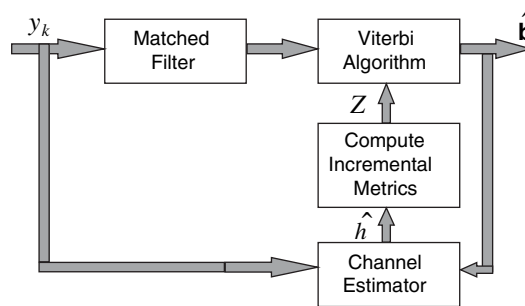 y_k
Matched
Filter
Viterbi
Algorithm
b̂
Z
Compute
Incremental
Metrics
ĥ
Channel
Estimator